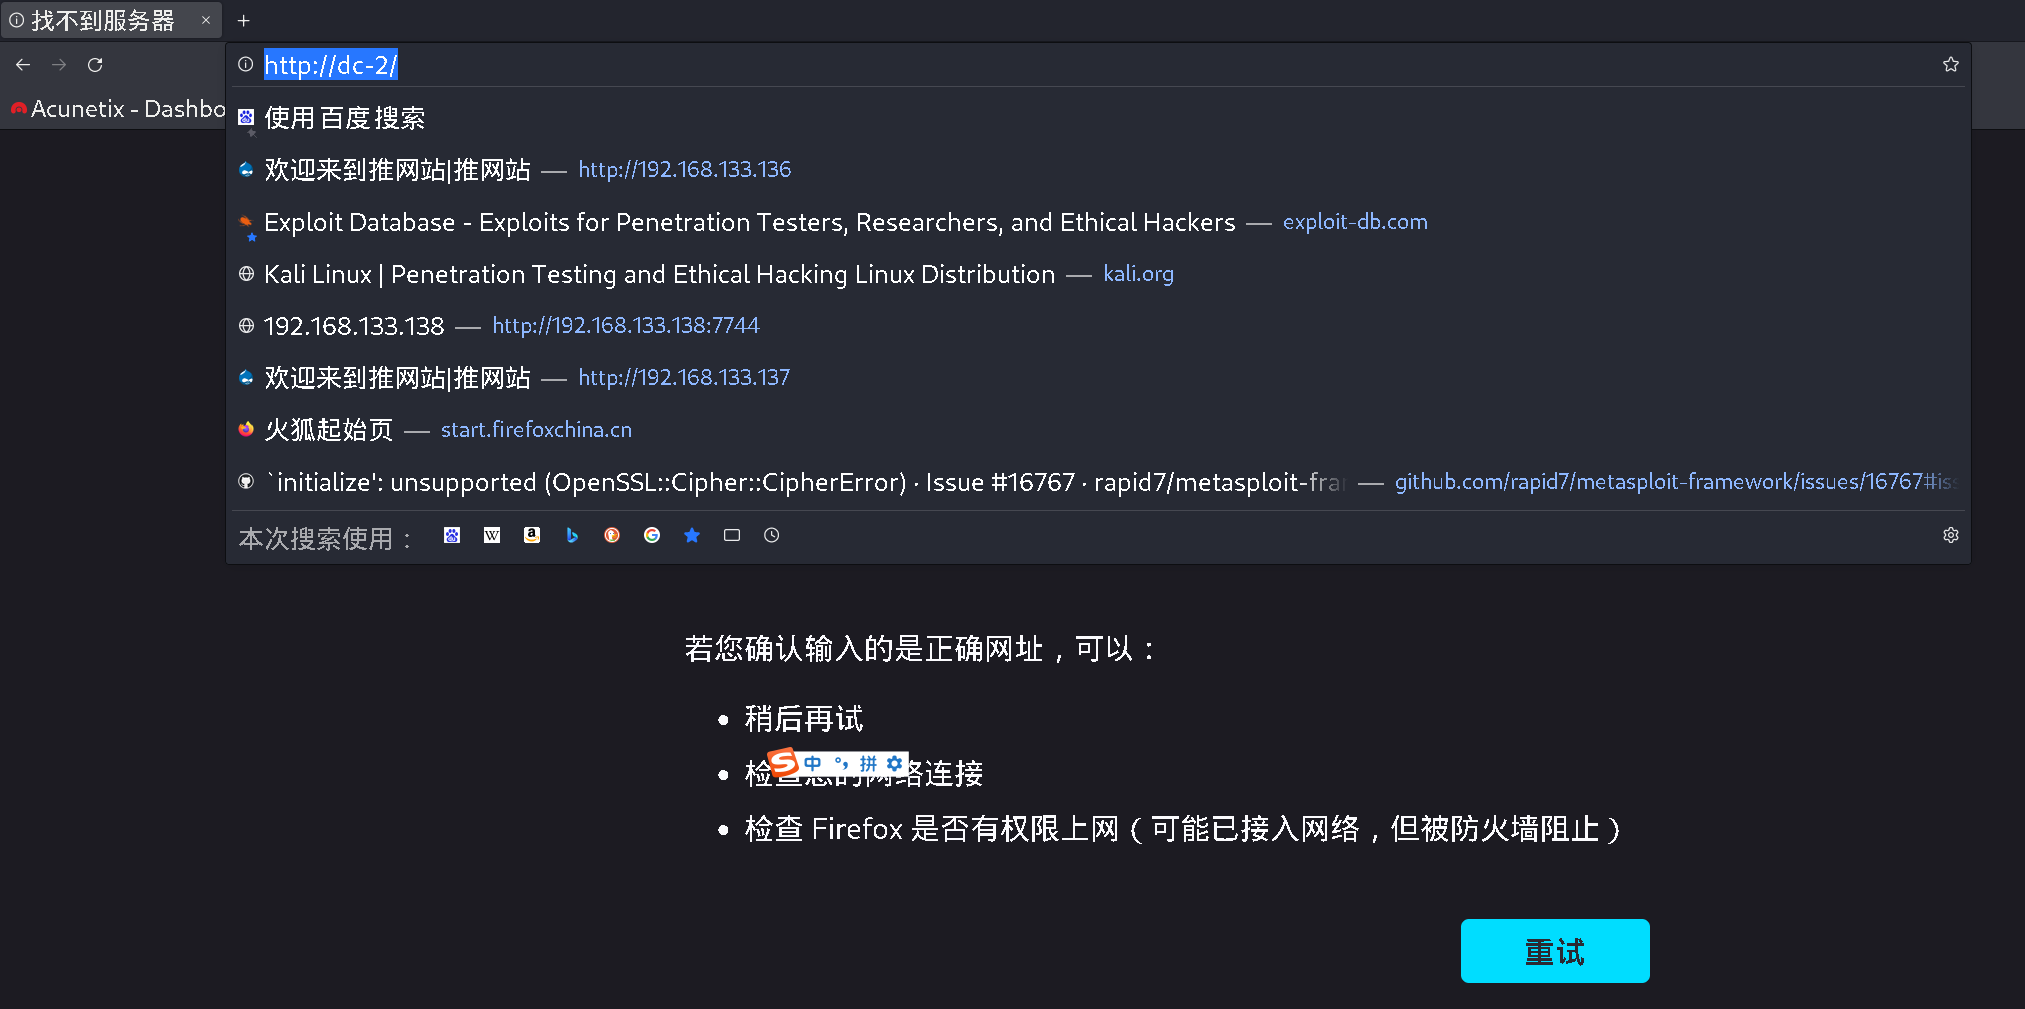 找不到服务器
http://dc-2/
Acunetix - Dashbo
使用百度搜索
欢迎来到推网站|推网站 — http://192.168.133.136
Exploit Database - Exploits for Penetration Testers, Researchers, and Ethical Hackers — exploit-db.com
Kali Linux | Penetration Testing and Ethical Hacking Linux Distribution — kali.org
192.168.133.138 — http://192.168.133.138:7744
欢迎来到推网站|推网站 — http://192.168.133.137
火狐起始页 — start.firefoxchina.cn
`initialize': unsupported (OpenSSL::Cipher::CipherError) · Issue #16767 · rapid7/metasploit-fra — github.com/rapid7/metasploit-framework/issues/16767#iss
本次搜索使用：
若您确认输入的是正确网址，可以：
稍后再试
检查您的网络连接
中 °, 拼
检查 Firefox 是否有权限上网（可能已接入网络，但被防火墙阻止）
重试